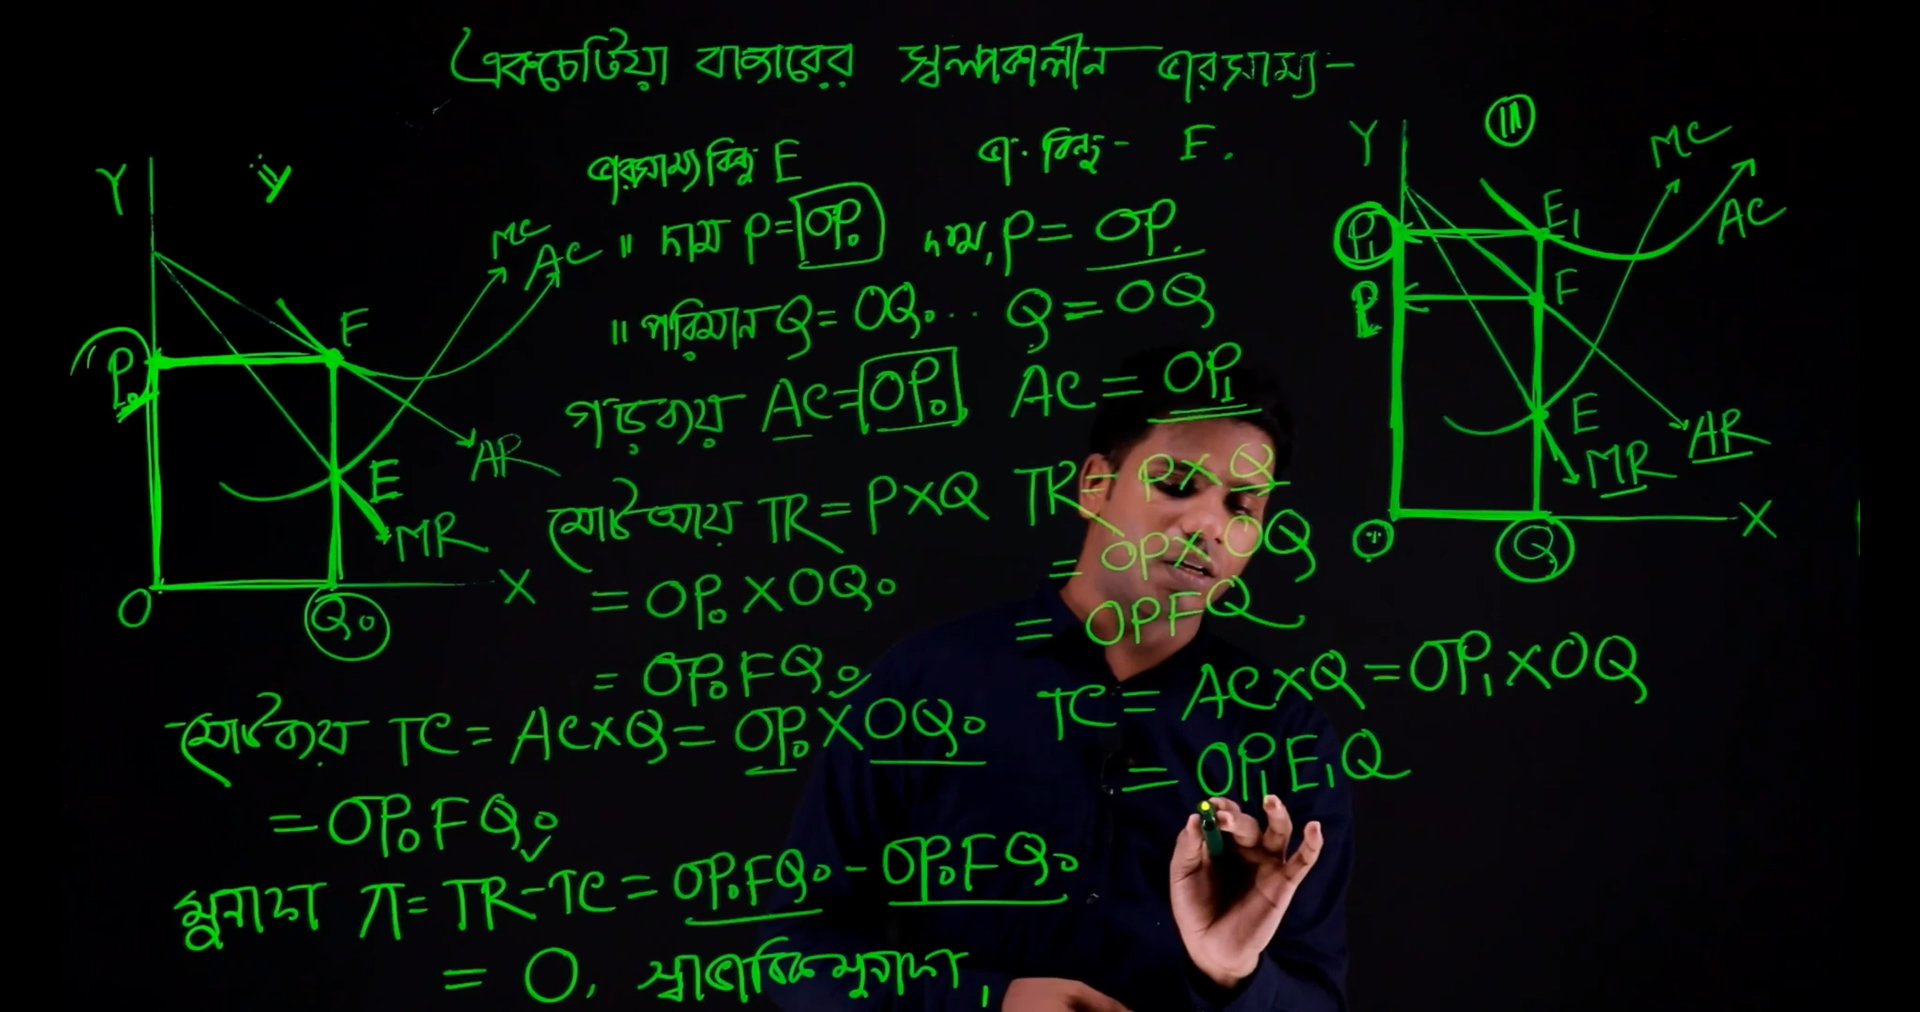 একচেটিয়া বাজারের স্বল্পকালীন ভারসাম্য-
ii
Y
MC
AC
F
P₀
AR
E
MR
O
Q₀
X
ভারসাম্য বিন্দু E
" দাম P=OP₀
" পরিমান Q=OQ₀..
গড়ব্যয় AC=OP₀
মোট আয় TR=P×Q
=OP₀×OQ₀
=OP₀FQ₀
মোট ব্যয় TC=AC×Q=OP₀×OQ₀
=OP₀FQ₀
মুনাফা π=TR-TC=OP₀FQ₀-OP₀FQ₀
=0, স্বাভাবিক মুনাফা,
ভা. বিন্দু- E.
দাম, P=OP.
Q=OQ
AC=OP₁
TR=P×Q
=OP×OQ
=OPFQ
TC=AC×Q=OP₁×OQ
=OP₁E₁Q
III
Y
MC
AC
P₁
E₁
P
F
E
AR
MR
O
Q
X